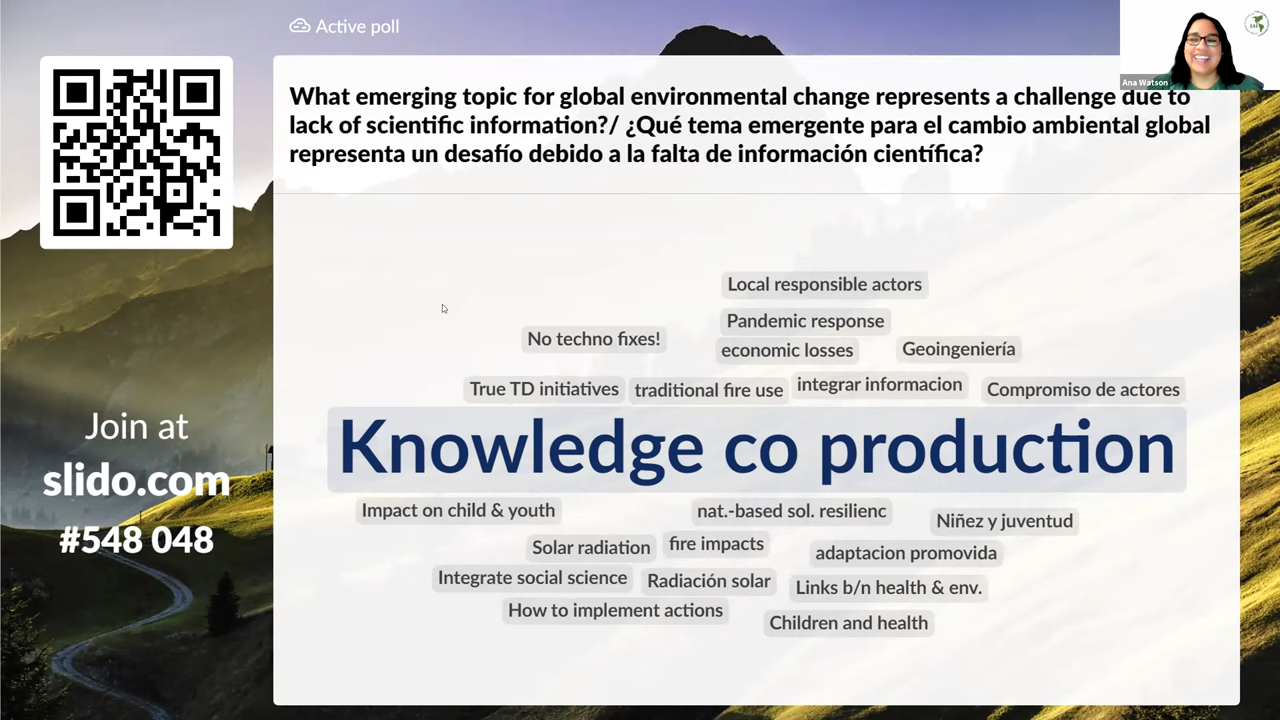 Active poll
What emerging topic for global environmental change represents a challenge due to
lack of scientific information?/ ¿Qué tema emergente para el cambio ambiental global
representa un desafío debido a la falta de información científica?
Ana Watson
IAI
Join at
slido.com
#548 048
Local responsible actors
Pandemic response
No techno fixes!
economic losses
Geoingeniería
True TD initiatives
traditional fire use
integrar informacion
Compromiso de actores
Knowledge co production
Impact on child & youth
nat.-based sol. resilienc
Niñez y juventud
Solar radiation
fire impacts
adaptacion promovida
Integrate social science
Radiación solar
Links b/n health & env.
How to implement actions
Children and health